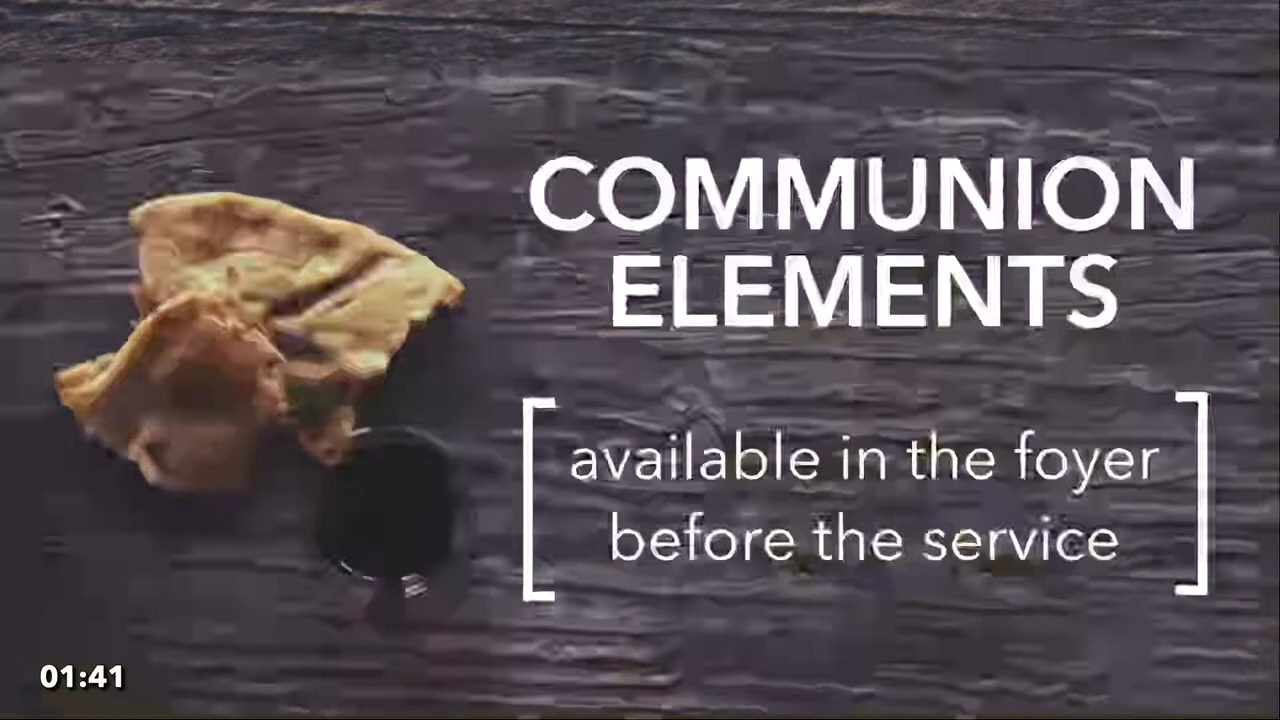 COMMUNION
ELEMENTS
available in the foyer
before the service
01:41